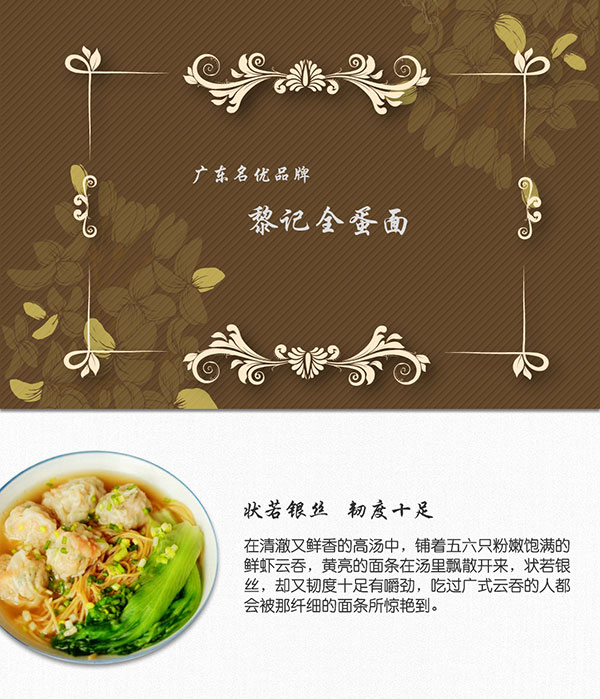 广东名优品牌
黎记全蛋面
状若银丝 韧度十足
在清澈又鲜香的高汤中，铺着五六只粉嫩饱满的
鲜虾云吞，黄亮的面条在汤里飘散开来，状若银
丝，却又韧度十足有嚼劲，吃过广式云吞的人都
会被那纤细的面条所惊艳到。